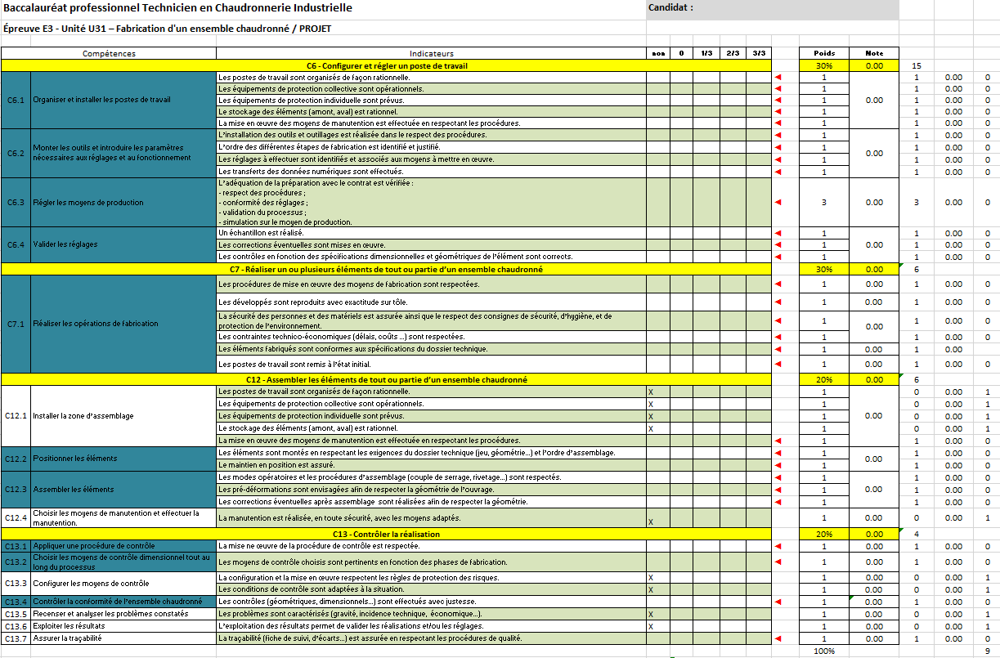 Baccalauréat professionnel Technicien en Chaudronnerie Industrielle Candidat :
Épreuve E3 - Unité U31 – Fabrication d'un ensemble chaudronné / PROJET
Compétences Indicateurs non 0 1/3 2/3 3/3 Poids Note
C6 - Configurer et régler un poste de travail 30% 0.00 15
C6.1 Organiser et installer les postes de travail
Les postes de travail sont organisés de façon rationnelle. 1 1 0.00 0
Les équipements de protection collective sont opérationnels. 1 1 0.00 0
Les équipements de protection individuelle sont prévus. 1 0.00 1 0.00 0
Le stockage des éléments (amont, aval) est rationnel. 1 1 0.00 0
La mise en œuvre des moyens de manutention est effectuée en respectant les procédures. 1 1 0.00 0
C6.2 Monter les outils et introduire les paramètres
nécessaires aux réglages et au fonctionnement
L'installation des outils et outillages est réalisée dans le respect des procédures. 1 1 0.00 0
L'ordre des différentes étapes de fabrication est identifié et justifié. 1 0.00 1 0.00 0
Les réglages à effectuer sont identifiés et associés aux moyens à mettre en œuvre. 1 1 0.00 0
Les transferts des données numériques sont effectués. 1 1 0.00 0
C6.3 Régler les moyens de production
L'adéquation de la préparation avec le contrat est vérifiée :
- respect des procédures ;
- conformité des réglages ; 3 0.00 3 0.00 0
- validation du processus ;
- simulation sur le moyen de production.
C6.4 Valider les réglages
Un échantillon est réalisé. 1 1 0.00 0
Les corrections éventuelles sont mises en œuvre. 1 0.00 1 0.00 0
Les contrôles en fonction des spécifications dimensionnelles et géométriques de l'élément sont corrects. 1 1 0.00 0
C7 - Réaliser un ou plusieurs éléments de tout ou partie d'un ensemble chaudronné 30% 0.00 6
C7.1 Réaliser les opérations de fabrication
Les procédures de mise en œuvre des moyens de fabrication sont respectées. 1 0.00 1 0.00 0
Les développés sont reproduits avec exactitude sur tôle. 1 0.00 1 0.00 0
La sécurité des personnes et des matériels est assurée ainsi que le respect des consignes de sécurité, d'hygiène, et de
protection de l'environnement. 1 0.00 1 0.00 0
Les contraintes technico-économiques (délais, coûts ...) sont respectées. 1 1 0.00 0
Les éléments fabriqués sont conformes aux spécifications du dossier technique. 1 0.00 1 0.00
Les postes de travail sont remis à l'état initial. 1 0.00 1 0.00 0
C12 - Assembler les éléments de tout ou partie d'un ensemble chaudronné 20% 0.00 6
C12.1 Installer la zone d'assemblage
Les postes de travail sont organisés de façon rationnelle. X 1 0 0.00 1
Les équipements de protection collective sont opérationnels. X 1 0 0.00 1
Les équipements de protection individuelle sont prévus. X 1 0.00 0 0.00 1
Le stockage des éléments (amont, aval) est rationnel. X 1 0 0.00 1
La mise en œuvre des moyens de manutention est effectuée en respectant les procédures. 1 1 0.00 0
C12.2 Positionner les éléments
Les éléments sont montés en respectant les exigences du dossier technique (jeu, géométrie...) et l'ordre d'assemblage. 1 0.00 1 0.00 0
Le maintien en position est assuré. 1 1 0.00 0
C12.3 Assembler les éléments
Les modes opératoires et les procédures d'assemblage (couple de serrage, rivetage...) sont respectés. 1 1 0.00 0
Les pré-déformations sont envisagées afin de respecter la géométrie de l'ouvrage. 1 0.00 1 0.00 0
Les corrections éventuelles après assemblage sont réalisées afin de respecter la géométrie. 1 1 0.00 0
C12.4 Choisir les moyens de manutention et effectuer la
manutention.
La manutention est réalisée, en toute sécurité, avec les moyens adaptés. X 1 0.00 0 0.00 1
C13 - Contrôler la réalisation 20% 0.00 4
C13.1 Appliquer une procédure de contrôle La mise ne œuvre de la procédure de contrôle est respectée. 1 0.00 1 0.00 0
C13.2 Choisir les moyens de contrôle dimensionnel tout au
long du processus
Les moyens de contrôle choisis sont pertinents en fonction des phases de fabrication. 1 0.00 1 0.00 0
C13.3 Configurer les moyens de contrôle
La configuration et la mise en œuvre respectent les règles de protection des risques. X 1 0.00 0 0.00 1
Les conditions de contrôle sont adaptées à la situation. X 1 0.00 0 0.00 1
C13.4 Contrôler la conformité de l'ensemble chaudronné Les contrôles (géométriques, dimensionnels...) sont effectués avec justesse. 1 0.00 1 0.00 0
C13.5 Recenser et analyser les problèmes constatés Les problèmes sont caractérisés (gravité, incidence technique, économique...). X 1 0.00 0 0.00 1
C13.6 Exploiter les résultats L'exploitation des résultats permet de valider les réalisations et/ou les réglages. X 1 0.00 0 0.00 1
C13.7 Assurer la traçabilité La traçabilité (fiche de suivi, d'écarts...) est assurée en respectant les procédures de qualité. 1 0.00 1 0.00 0
100% 9